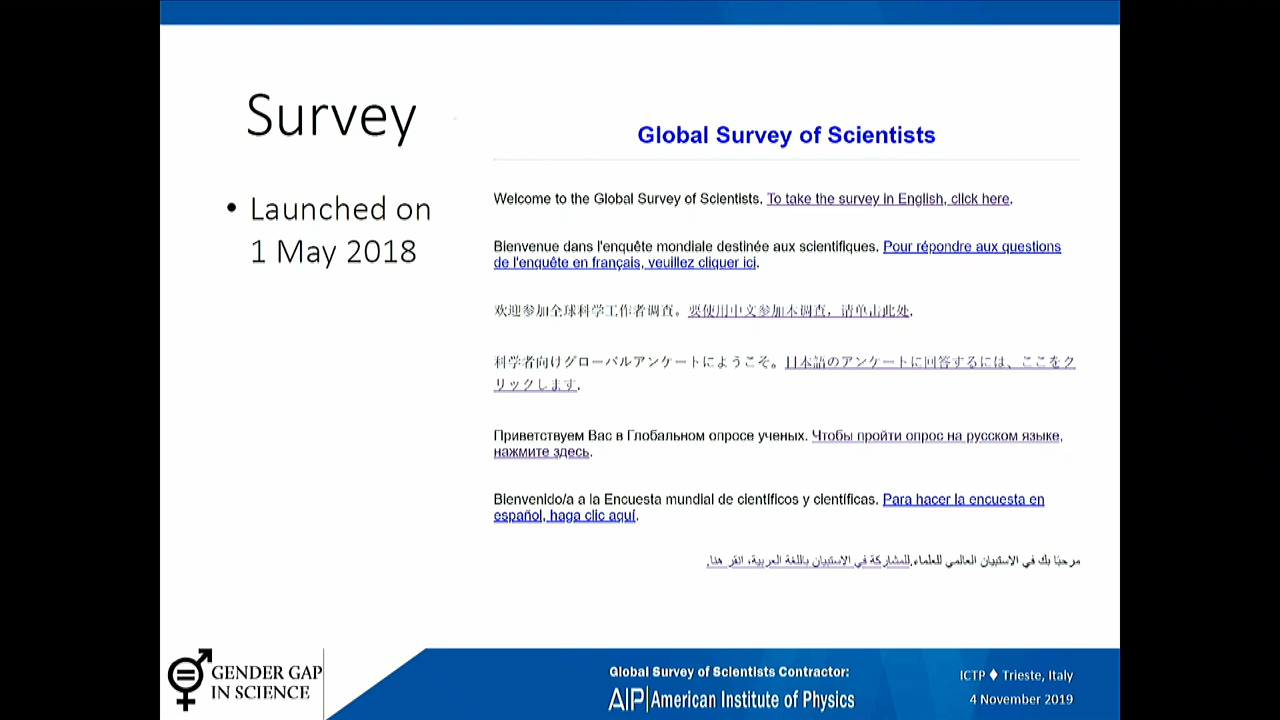 Survey
• Launched on
1 May 2018
Global Survey of Scientists
Welcome to the Global Survey of Scientists. To take the survey in English, click here.
Bienvenue dans l'enquête mondiale destinée aux scientifiques. Pour répondre aux questions
de l'enquête en français, veuillez cliquer ici.
欢迎参加全球科学工作者调查。要使用中文参加本调查，请单击此处.
科学者向けグローバルアンケートにようこそ。日本語のアンケートに回答するには、ここをク
リックします.
Приветствуем Вас в Глобальном опросе ученых. Чтобы пройти опрос на русском языке,
нажмите здесь.
Bienvenido/a a la Encuesta mundial de científicos y científicas. Para hacer la encuesta en
español, haga clic aquí.
مرحبًا بك في الاستبيان العالمي للعلماء. للمشاركة في الاستبيان باللغة العربية، انقر هنا.
GENDER GAP
IN SCIENCE
Global Survey of Scientists Contractor:
AIP American Institute of Physics
ICTP ♦ Trieste, Italy
4 November 2019